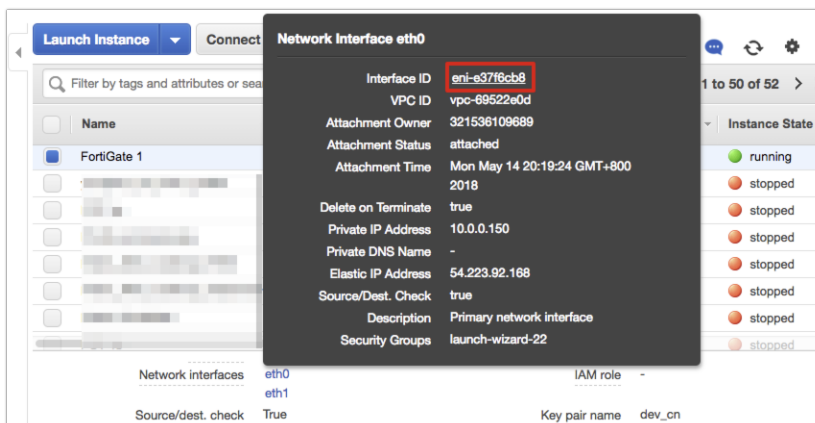 Launch Instance
Connect
Filter by tags and attributes or sea
1 to 50 of 52
Name
Instance State
FortiGate 1
running
stopped
stopped
stopped
stopped
stopped
stopped
stopped
Network Interface eth0
Interface ID eni-e37f6cb8
VPC ID vpc-69522e0d
Attachment Owner 321536109689
Attachment Status attached
Attachment Time Mon May 14 20:19:24 GMT+800
2018
Delete on Terminate true
Private IP Address 10.0.0.150
Private DNS Name -
Elastic IP Address 54.223.92.168
Source/Dest. Check true
Description Primary network interface
Security Groups launch-wizard-22
Network interfaces eth0
eth1
IAM role -
Source/dest. check True
Key pair name dev_cn